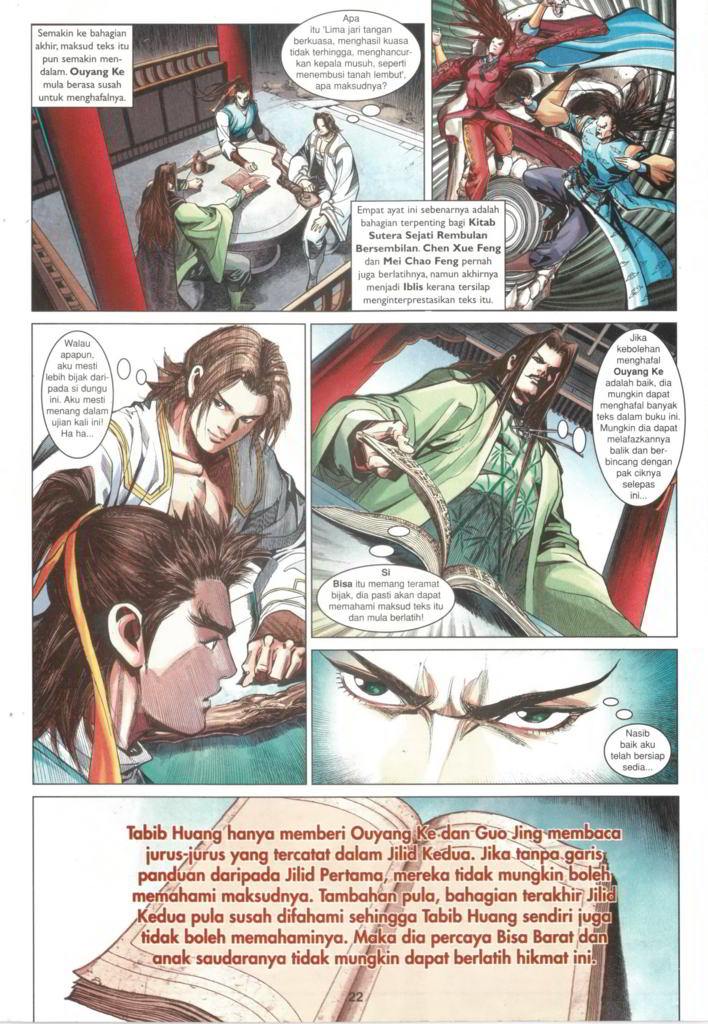 Semakin ke bahagian
akhir, maksud teks itu
pun semakin men-
dalam. Ouyang Ke
mula berasa susah
untuk menghafalnya.
Apa
itu 'Lima jari tangan
berkuasa, menghasil kuasa
tidak terhingga, menghancur-
kan kepala musuh, seperti
menembusi tanah lembut',
apa maksudnya?
Empat ayat ini sebenarnya adalah
bahagian terpenting bagi Kitab
Sutera Sejati Rembulan
Bersembilan. Chen Xue Feng
dan Mei Chao Feng pernah
juga berlatihnya, namun akhirnya
menjadi Iblis kerana tersilap
menginterprestasikan teks itu.
Walau
apapun,
aku mesti
lebih bijak dari-
pada si dungu
ini. Aku mesti
menang dalam
ujian kali ini!
Ha ha...
Jika
kebolehan
menghafal
Ouyang Ke
adalah baik, dia
mungkin dapat
menghafal banyak
teks dalam buku ini.
Mungkin dia dapat
melafazkannya
balik dan ber-
bincang dengan
pak ciknya
selepas
ini...
Si
Bisa itu memang teramat
bijak, dia pasti akan dapat
memahami maksud teks itu
dan mula berlatih!
Nasib
baik aku
telah bersiap
sedia...
Tabib Huang hanya memberi Ouyang Ke dan Guo Jing membaca
jurus-jurus yang tercatat dalam Jilid Kedua. Jika tanpa garis
panduan daripada Jilid Pertama, mereka tidak mungkin boleh
memahami maksudnya. Tambahan pula, bahagian terakhir Jilid
Kedua pula susah difahami sehingga Tabib Huang sendiri juga
tidak boleh memahaminya. Maka dia percaya Bisa Barat dan
anak saudaranya tidak mungkin dapat berlatih hikmat ini.
22